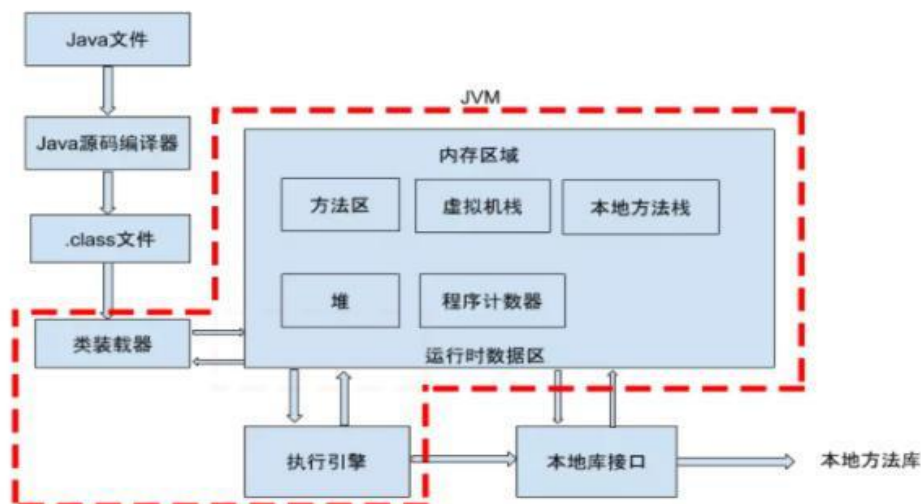 Java文件
JVM
Java源码编译器
内存区域
方法区
虚拟机栈
本地方法栈
.class文件
堆
程序计数器
类装载器
运行时数据区
执行引擎
本地库接口
本地方法库